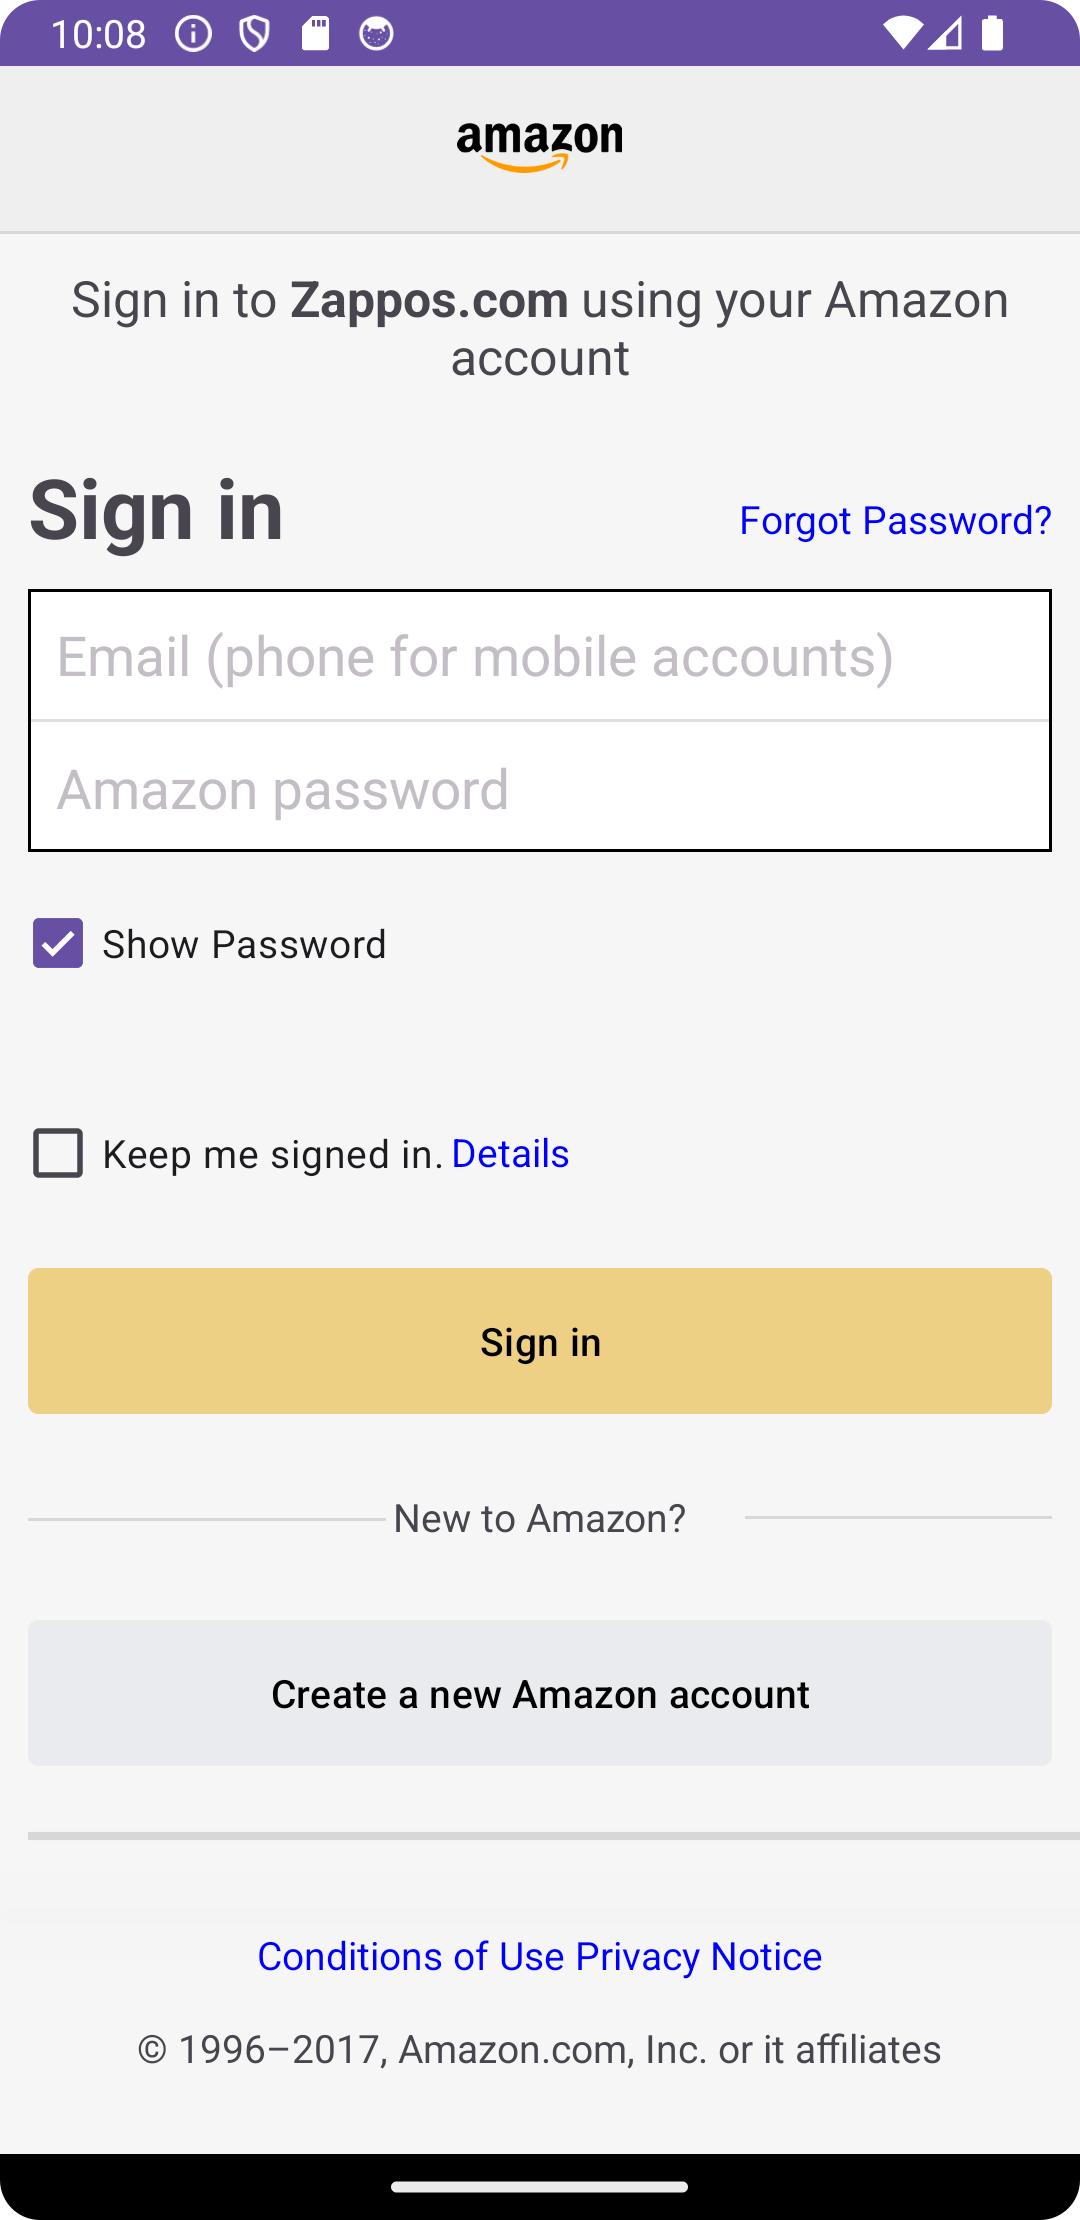 10:08
amazon
Sign in to Zappos.com using your Amazon
account
Sign in
Forgot Password?
Email (phone for mobile accounts)
Amazon password
Show Password
Keep me signed in. Details
Sign in
New to Amazon?
Create a new Amazon account
Conditions of Use Privacy Notice
© 1996–2017, Amazon.com, Inc. or it affiliates